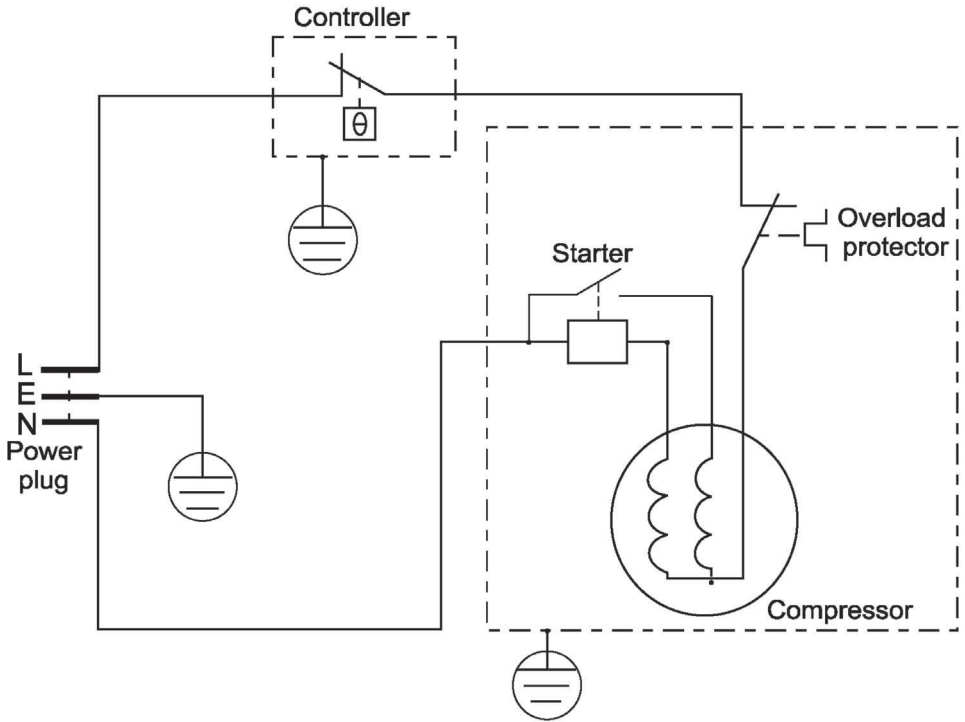 Controller
θ
Overload
protector
Starter
L
E
N
Power
plug
Compressor